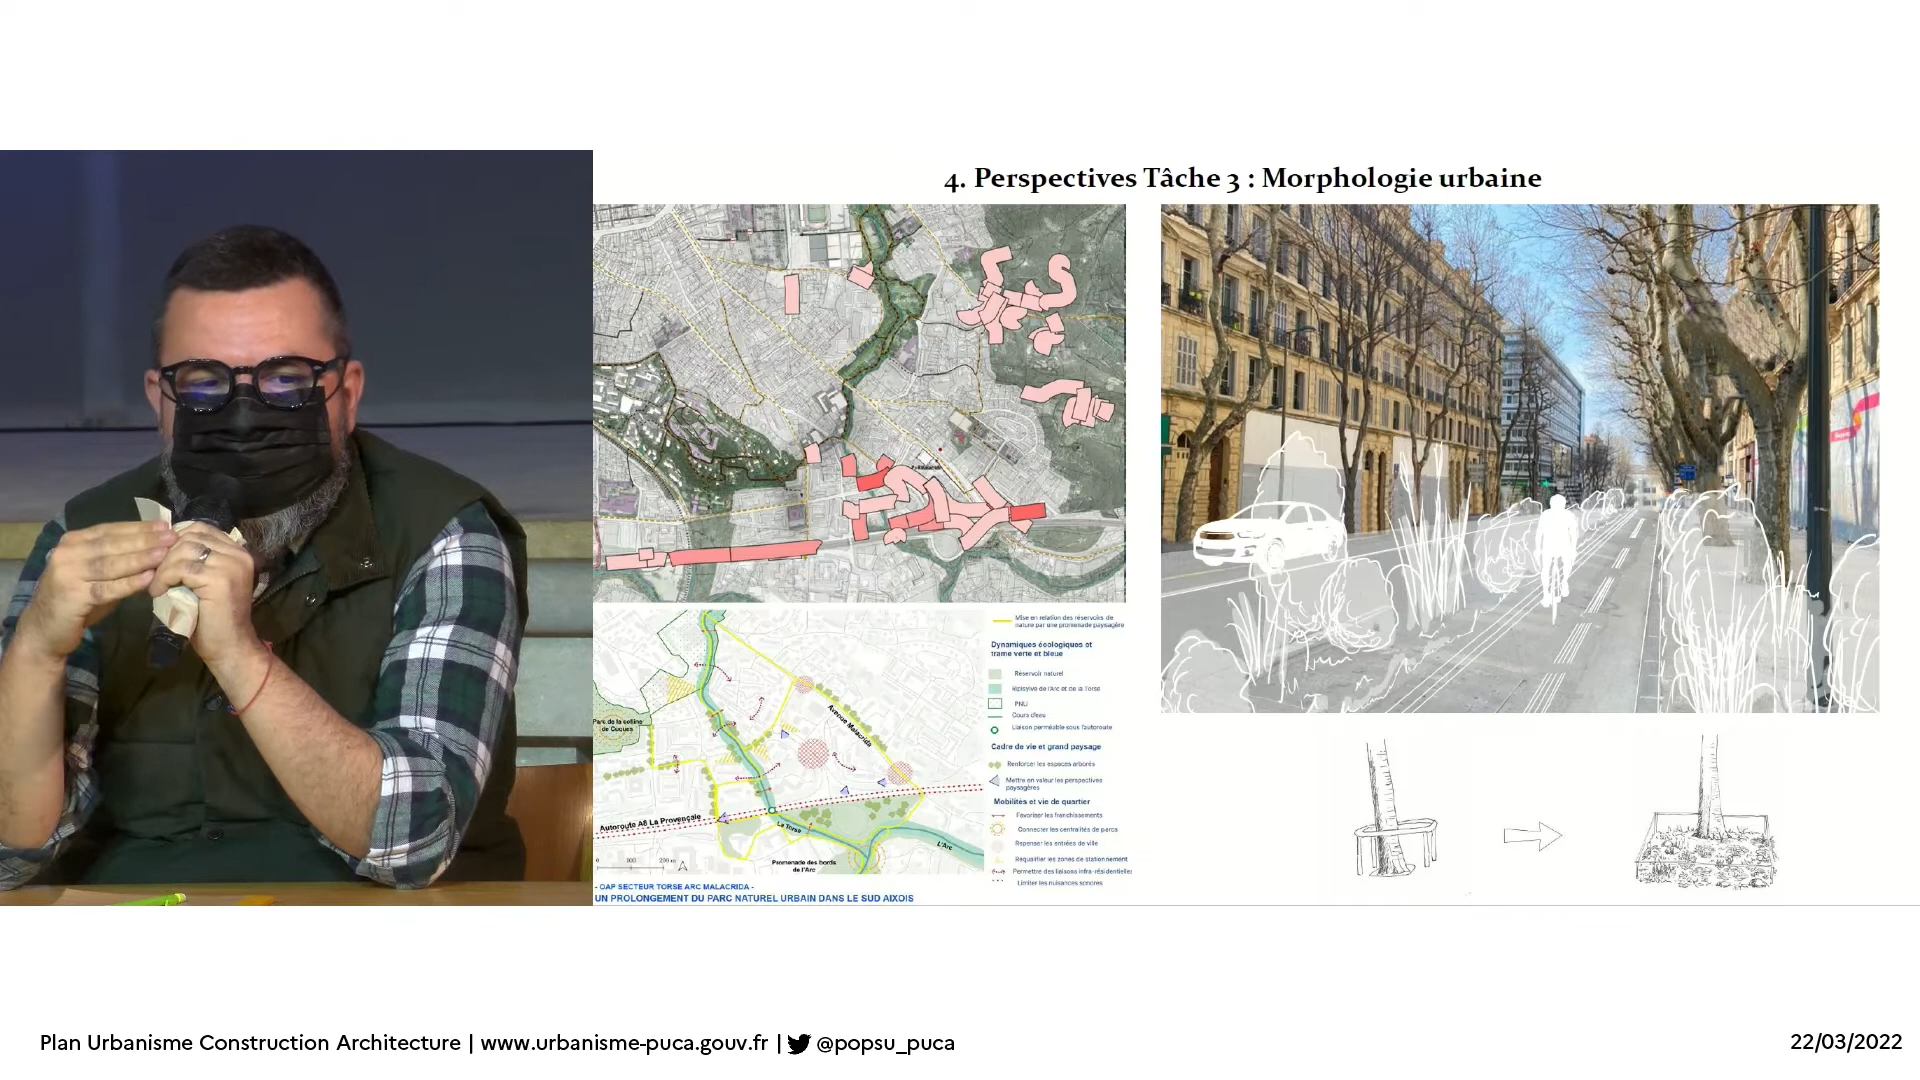 4. Perspectives Tâche 3 : Morphologie urbaine
Mise en relation des réservoirs de
nature par une promenade paysagère
Dynamiques écologiques et
trame verte et bleue
Réservoir naturel
Ripisylve de l'Arc et de la Torse
PNU
Cours d'eau
Liaison perméable sous l'autoroute
Cadre de vie et grand paysage
Renforcer les espaces arborés
Mettre en valeur les perspectives
paysagères
Mobilités et vie de quartier
Favoriser les franchissements
Connecter les centralités de parcs
Repenser les entrées de ville
Requalifier les zones de stationnement
Permettre des liaisons infra-résidentielles
Limiter les nuisances sonores
Parc de la colline
de Cuques
Avenue Malacrida
Autoroute A8 La Provençale
La Torse
L'Arc
Promenade des bords
de l'Arc
0 100 200 m
- OAP SECTEUR TORSE ARC MALACRIDA -
UN PROLONGEMENT DU PARC NATUREL URBAIN DANS LE SUD AIXOIS
Plan Urbanisme Construction Architecture | www.urbanisme-puca.gouv.fr | @popsu_puca
22/03/2022